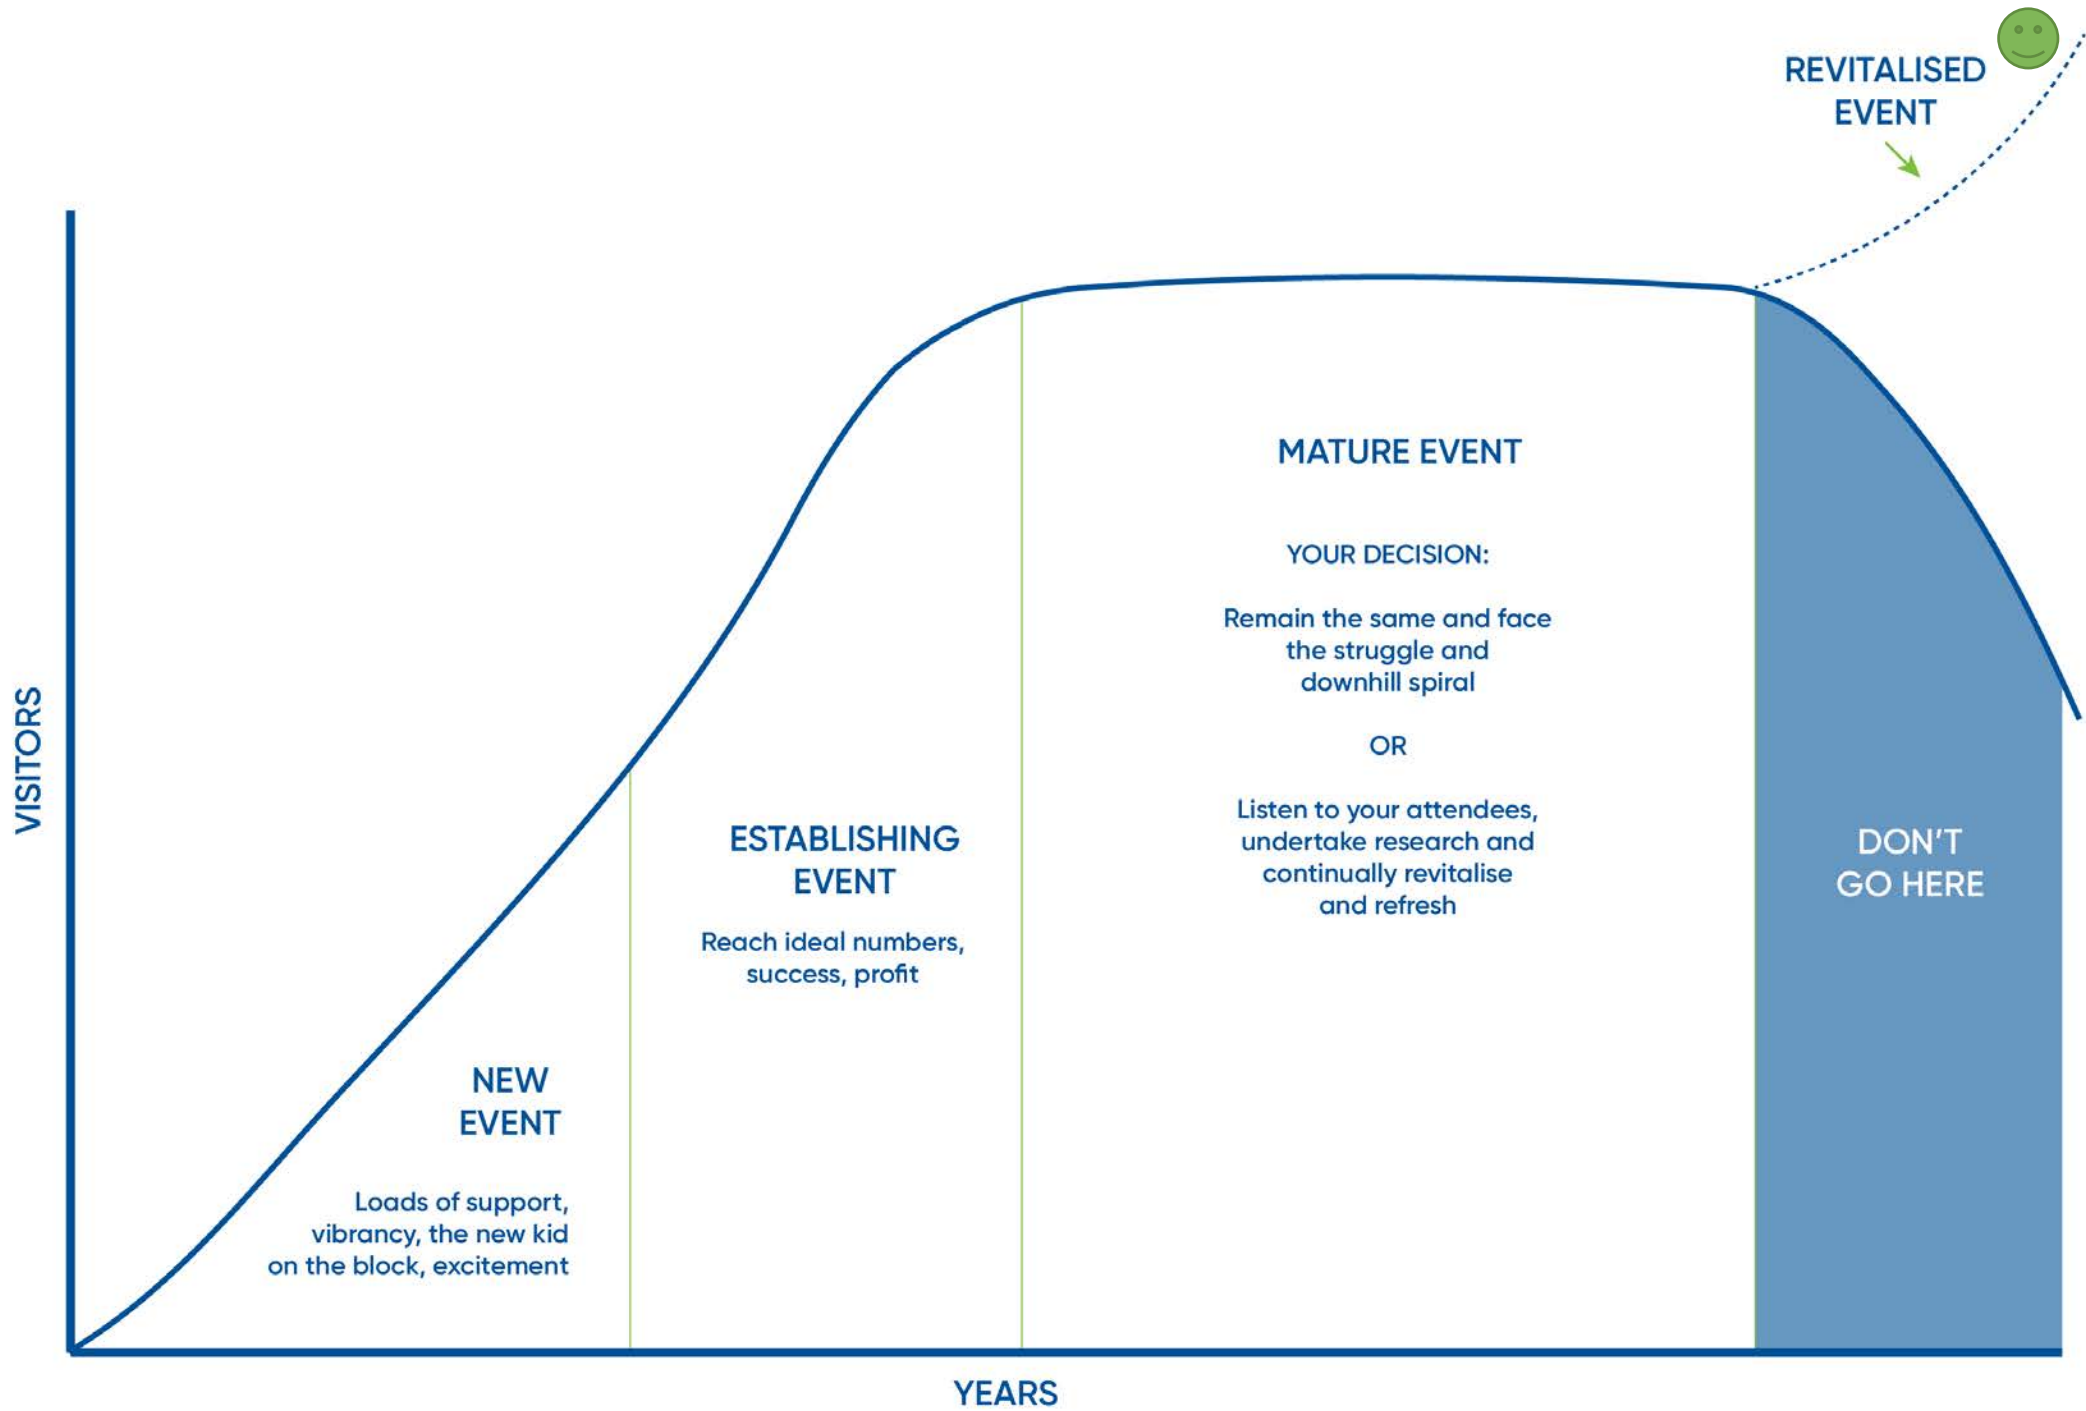 REVITALISED
EVENT
VISITORS
MATURE EVENT
YOUR DECISION:
Remain the same and face
the struggle and
downhill spiral
OR
Listen to your attendees,
undertake research and
continually revitalise
and refresh
ESTABLISHING
EVENT
Reach ideal numbers,
success, profit
DON'T
GO HERE
NEW
EVENT
Loads of support,
vibrancy, the new kid
on the block, excitement
YEARS